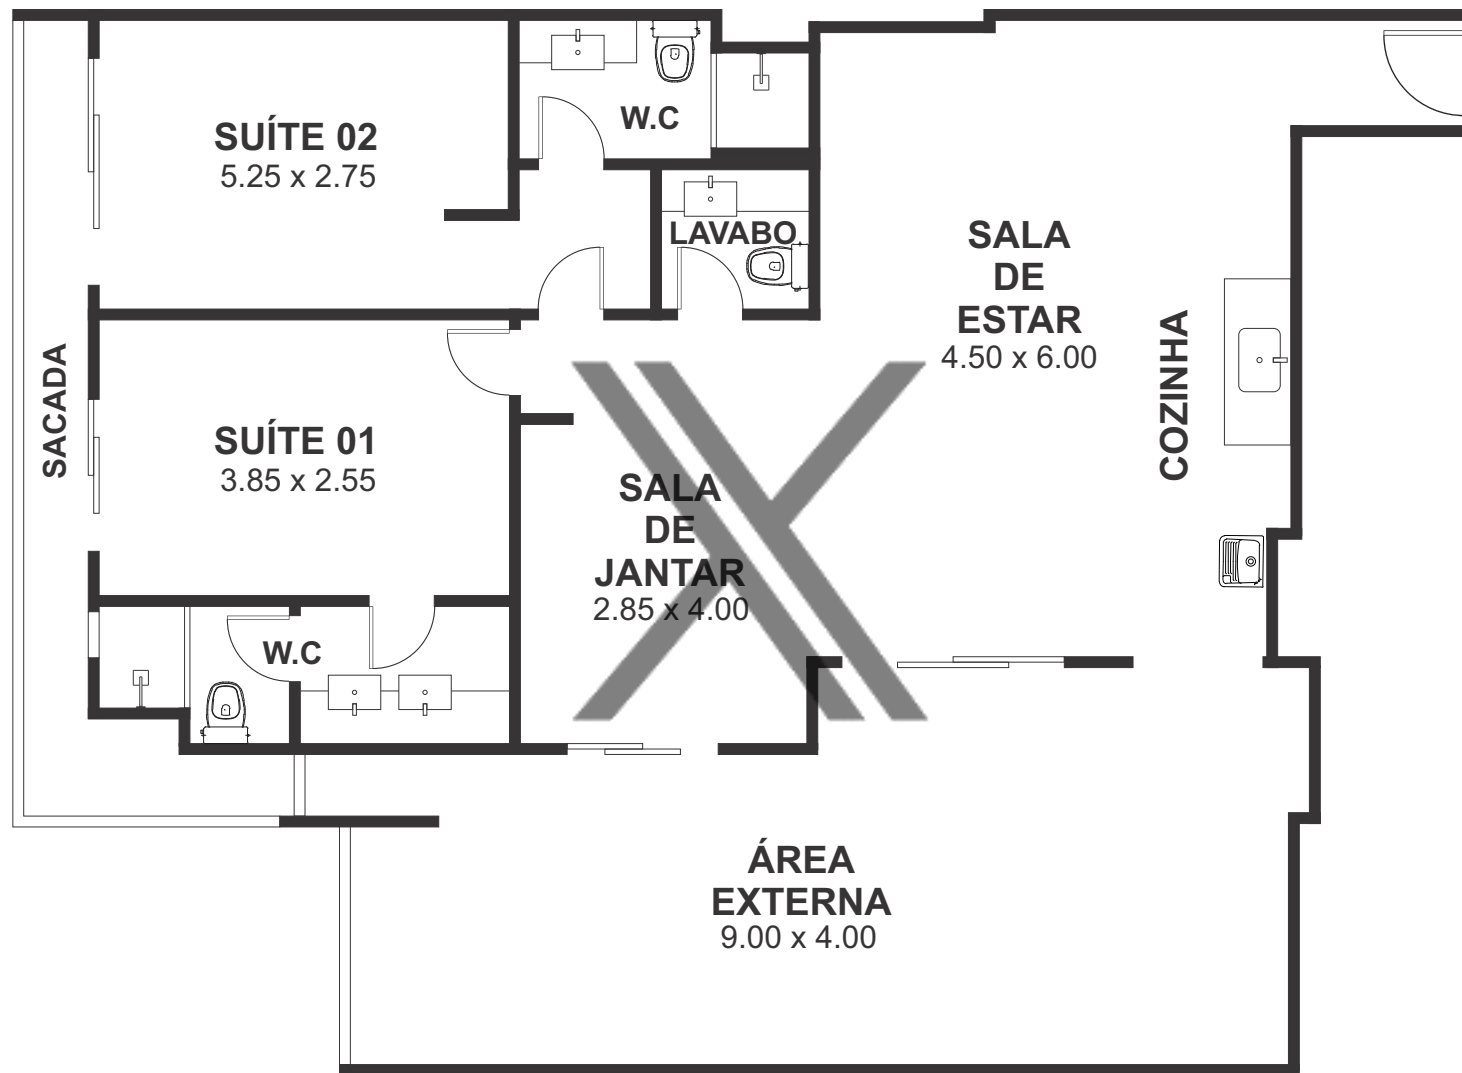 W.C
SUÍTE 02
5.25 x 2.75
LAVABO
SALA
DE
ESTAR
4.50 x 6.00
COZINHA
SACADA
SUÍTE 01
3.85 x 2.55
SALA
DE
JANTAR
2.85 x 4.00
W.C
ÁREA
EXTERNA
9.00 x 4.00